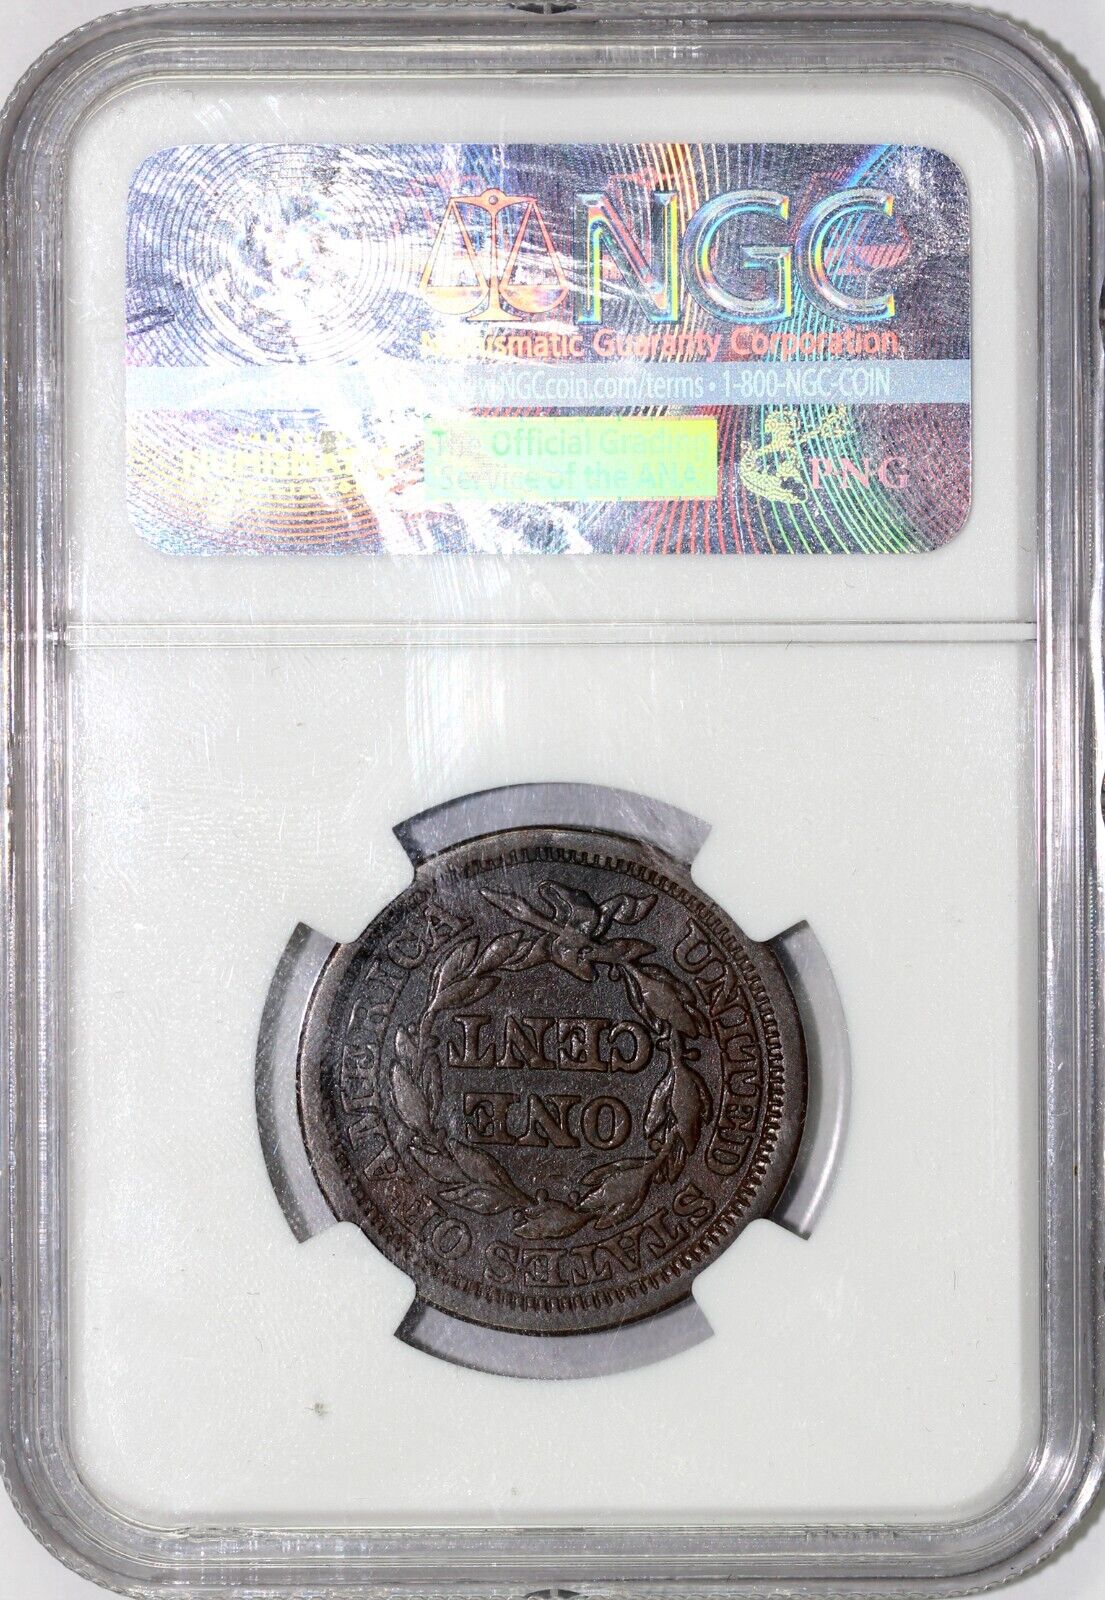 NGC
Numismatic Guaranty Corporation
www.NGCcoin.com/terms • 1-800-NGC-COIN
The Official Grading
Service of the ANA
PNG
UNITED STATES OF AMERICA
ONE
CENT